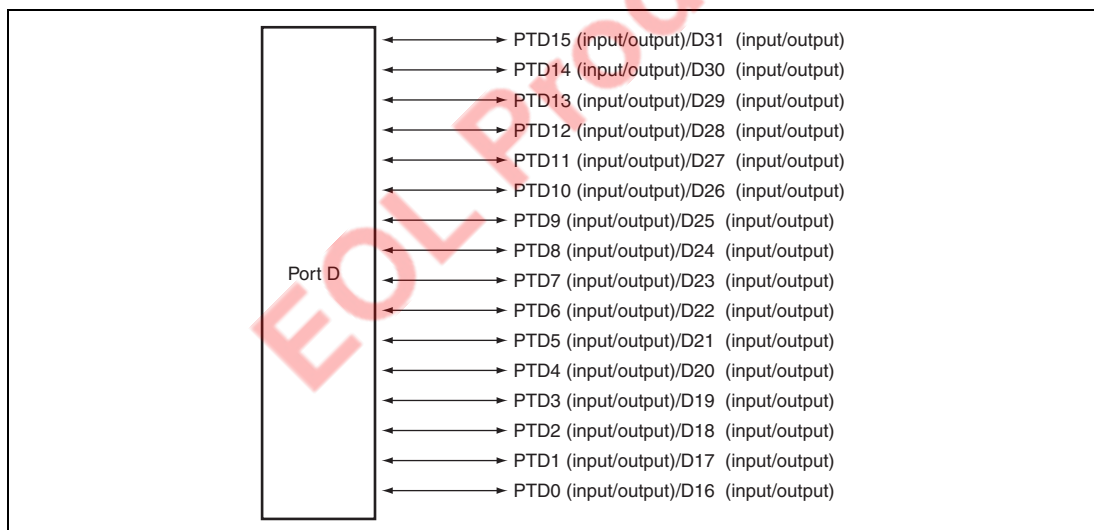 PTD15 (input/output)/D31 (input/output)
PTD14 (input/output)/D30 (input/output)
PTD13 (input/output)/D29 (input/output)
PTD12 (input/output)/D28 (input/output)
PTD11 (input/output)/D27 (input/output)
PTD10 (input/output)/D26 (input/output)
PTD9 (input/output)/D25 (input/output)
PTD8 (input/output)/D24 (input/output)
Port D
PTD7 (input/output)/D23 (input/output)
PTD6 (input/output)/D22 (input/output)
PTD5 (input/output)/D21 (input/output)
PTD4 (input/output)/D20 (input/output)
PTD3 (input/output)/D19 (input/output)
PTD2 (input/output)/D18 (input/output)
PTD1 (input/output)/D17 (input/output)
PTD0 (input/output)/D16 (input/output)
EOL Prod